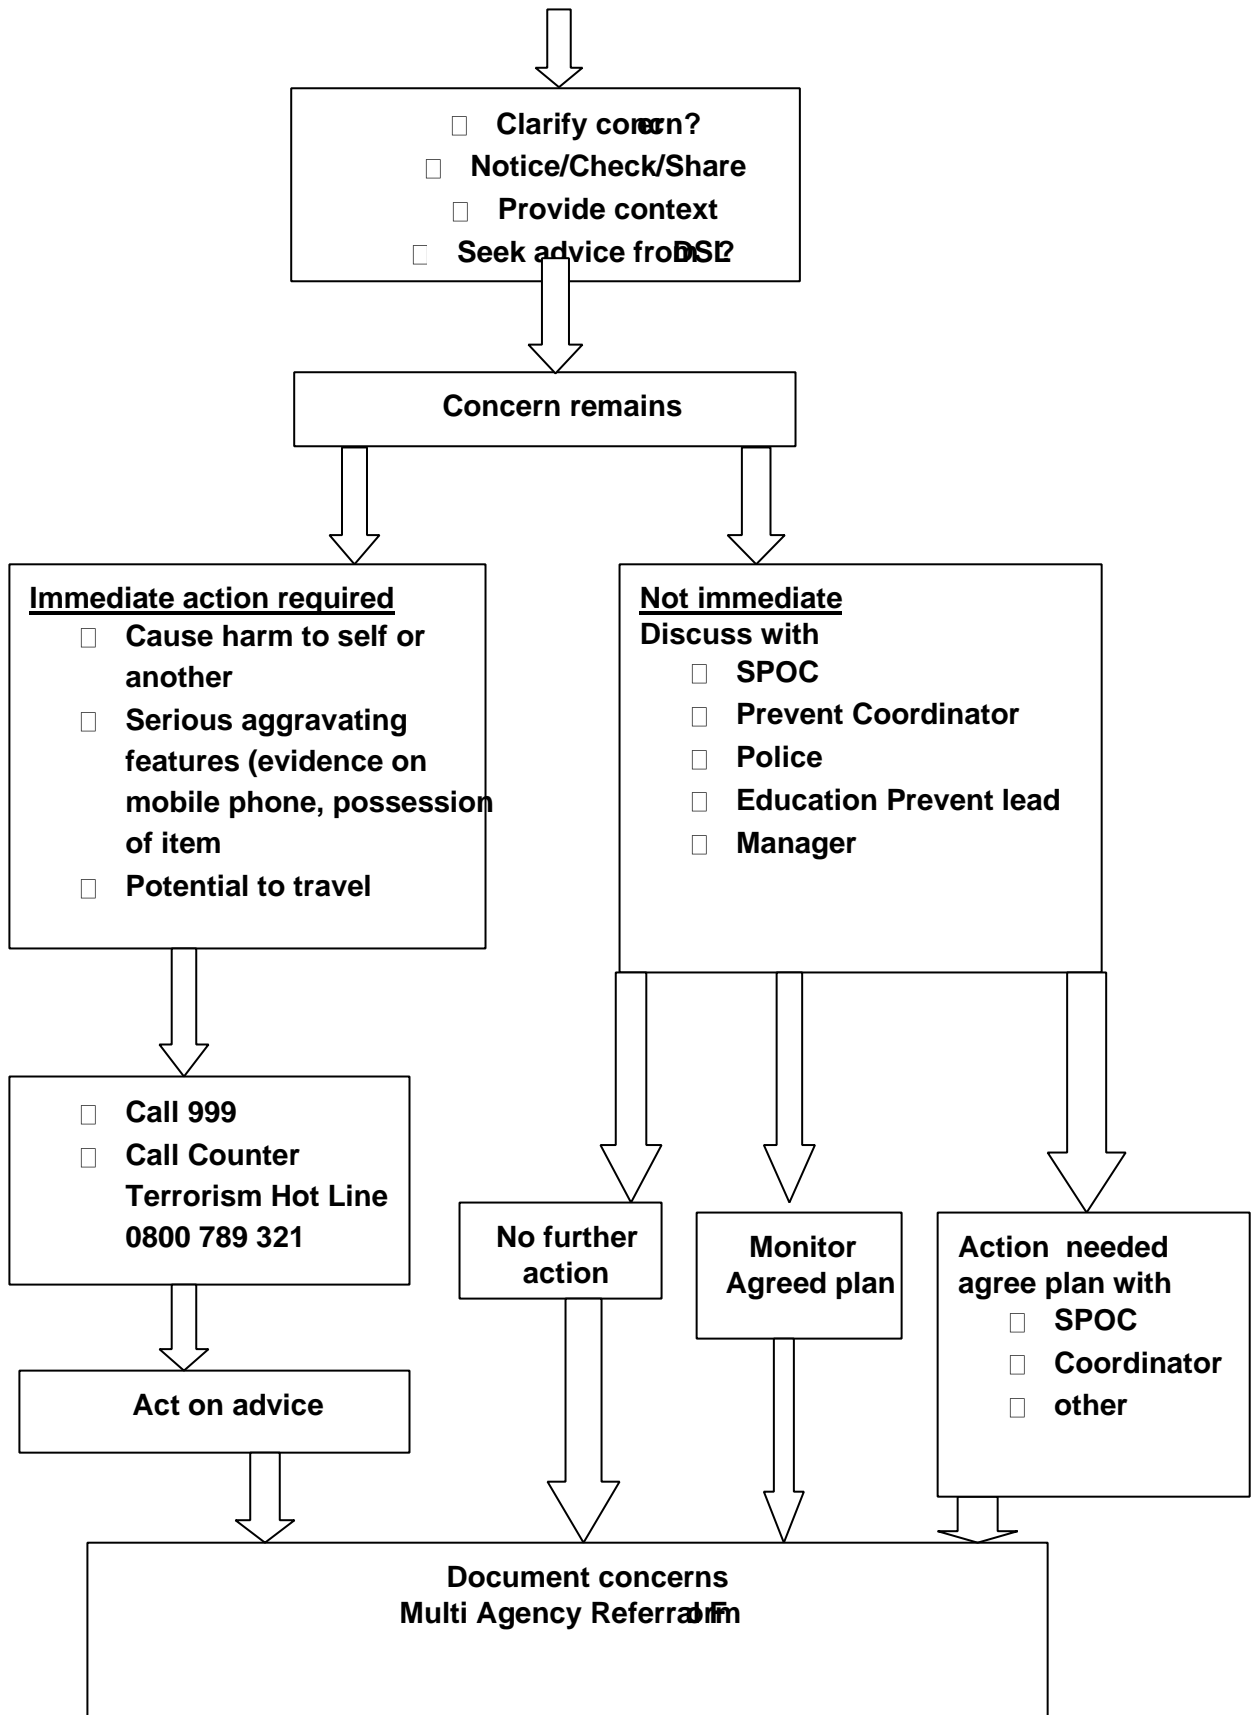 Clarify concern?
Notice/Check/Share
Provide context
Seek advice from DSL?
Concern remains
Immediate action required
Cause harm to self or
another
Serious aggravating
features (evidence on
mobile phone, possession
of item
Potential to travel
Not immediate
Discuss with
SPOC
Prevent Coordinator
Police
Education Prevent lead
Manager
Call 999
Call Counter
Terrorism Hot Line
0800 789 321
No further
action
Monitor
Agreed plan
Action needed
agree plan with
SPOC
Coordinator
other
Act on advice
Document concerns
Multi Agency Referral Form